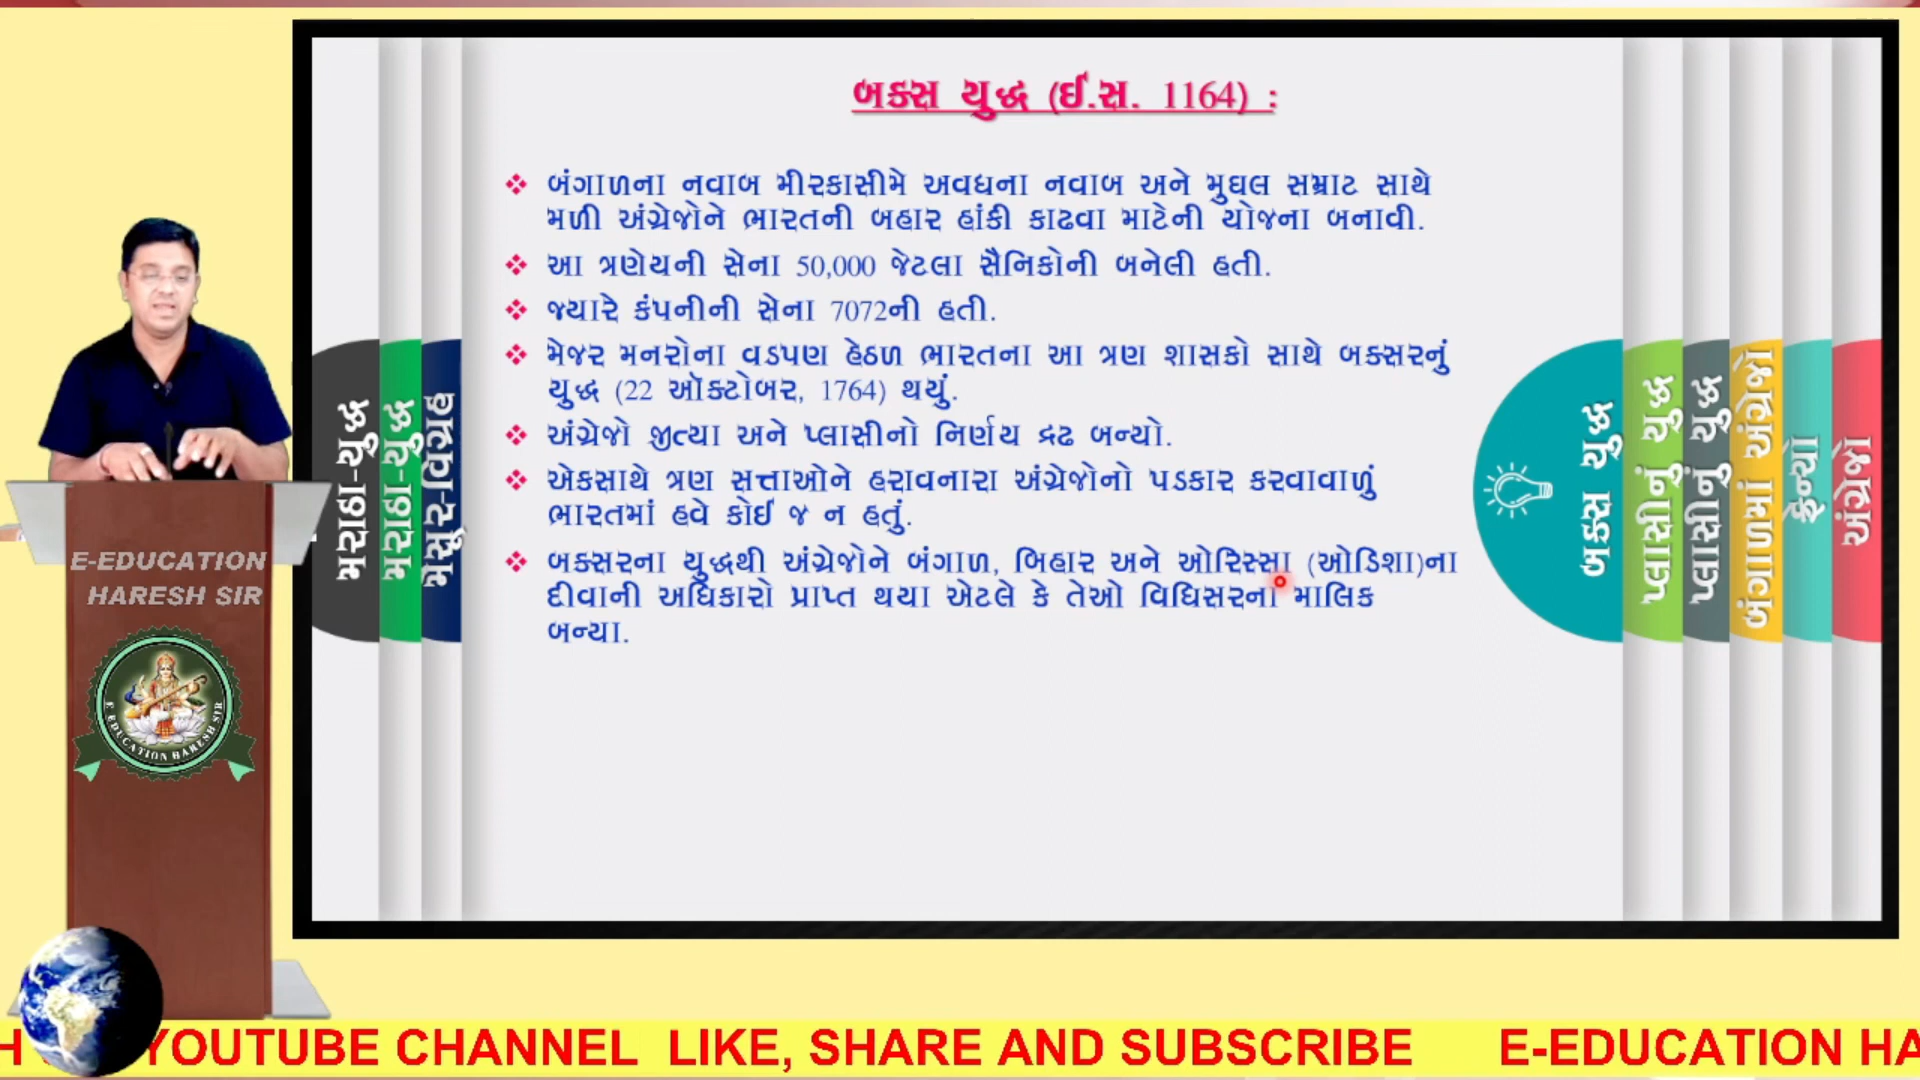 બક્સ યુદ્ધ (ઈ.સ. 1164) :
❖ બંગાળના નવાબ મીરકાસીમે અવધના નવાબ અને મુઘલ સમ્રાટ સાથે
મળી અંગ્રેજોને ભારતની બહાર હાંકી કાઢવા માટેની યોજના બનાવી.
❖ આ ત્રણેયની સેના 50,000 જેટલા સૈનિકોની બનેલી હતી.
❖ જ્યારે કંપનીની સેના 7072ની હતી.
❖ મેજર મનરોના વડપણ હેઠળ ભારતના આ ત્રણ શાસકો સાથે બક્સરનું
યુદ્ધ (22 ઑક્ટોબર, 1764) થયું.
❖ અંગ્રેજો જીત્યા અને પ્લાસીનો નિર્ણય દ્રઢ બન્યો.
❖ એકસાથે ત્રણ સત્તાઓને હરાવનારા અંગ્રેજોનો પડકાર કરવાવાળું
ભારતમાં હવે કોઈ જ ન હતું.
❖ બક્સરના યુદ્ધથી અંગ્રેજોને બંગાળ, બિહાર અને ઓરિસ્સા (ઓડિશા)ના
દીવાની અધિકારો પ્રાપ્ત થયા એટલે કે તેઓ વિધિસરના માલિક
બન્યા.
મરાઠા-યુદ્ધ
મરાઠા-યુદ્ધ
મૈસૂર-વિગ્રહ
બક્સ યુદ્ધ
પ્લાસીનું યુદ્ધ
પ્લાસીનું યુદ્ધ
બંગાળમાં અંગ્રેજો
ફ્રેન્ચો
અંગ્રેજો
E-EDUCATION
HARESH SIR
E EDUCATION HARESH SIR
H YOUTUBE CHANNEL LIKE, SHARE AND SUBSCRIBE E-EDUCATION HA